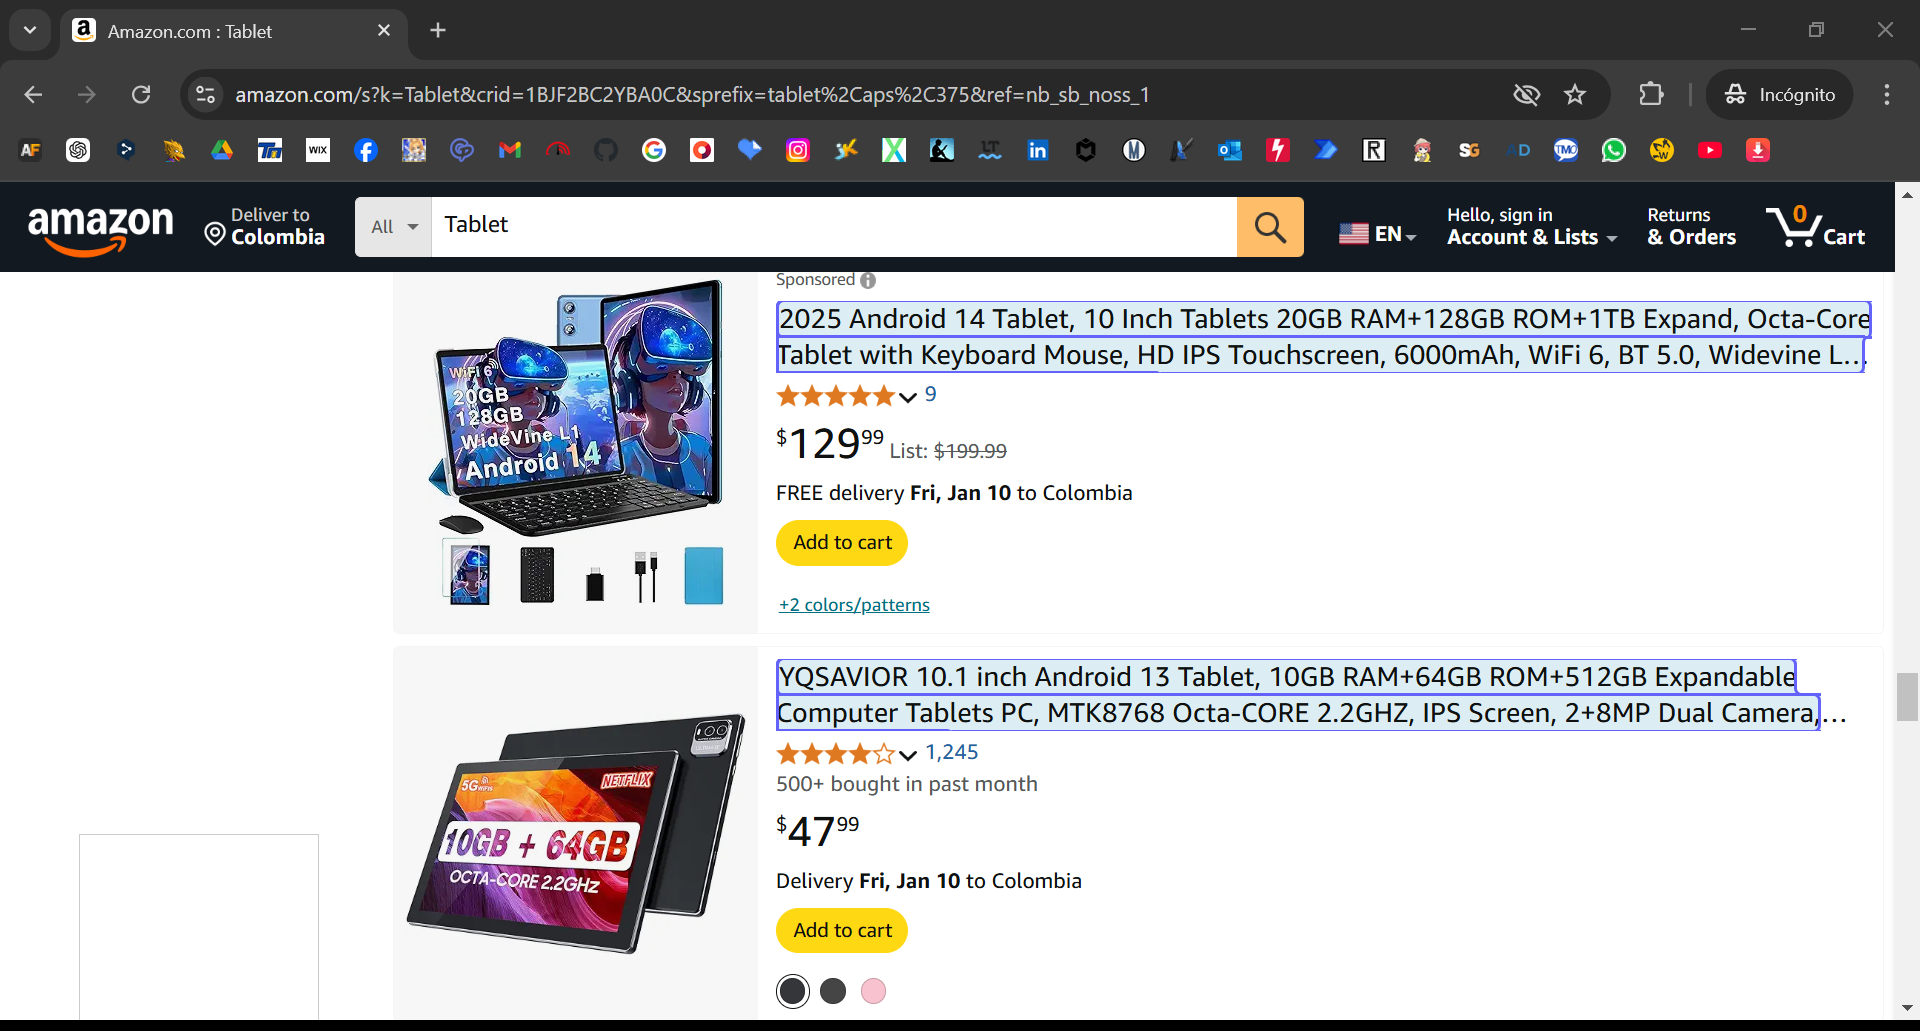 Amazon.com : Tablet
amazon.com/s?k=Tablet&crid=1BJF2BC2YBA0C&sprefix=tablet%2Caps%2C375&ref=nb_sb_noss_1
Incógnito
amazon
Deliver to
Colombia
All
Tablet
EN
Hello, sign in
Account & Lists
Returns
& Orders
0
Cart
Sponsored
2025 Android 14 Tablet, 10 Inch Tablets 20GB RAM+128GB ROM+1TB Expand, Octa-Core
Tablet with Keyboard Mouse, HD IPS Touchscreen, 6000mAh, WiFi 6, BT 5.0, Widevine L…
9
$129.99 List: $199.99
FREE delivery Fri, Jan 10 to Colombia
Add to cart
+2 colors/patterns
WiFi 6
20GB
128GB
WideVine L1
Android 14
YQSAVIOR 10.1 inch Android 13 Tablet, 10GB RAM+64GB ROM+512GB Expandable
Computer Tablets PC, MTK8768 Octa-CORE 2.2GHZ, IPS Screen, 2+8MP Dual Camera,…
1,245
500+ bought in past month
$47.99
Delivery Fri, Jan 10 to Colombia
Add to cart
5G
NETFLIX
10GB + 64GB
OCTA-CORE 2.2GHz